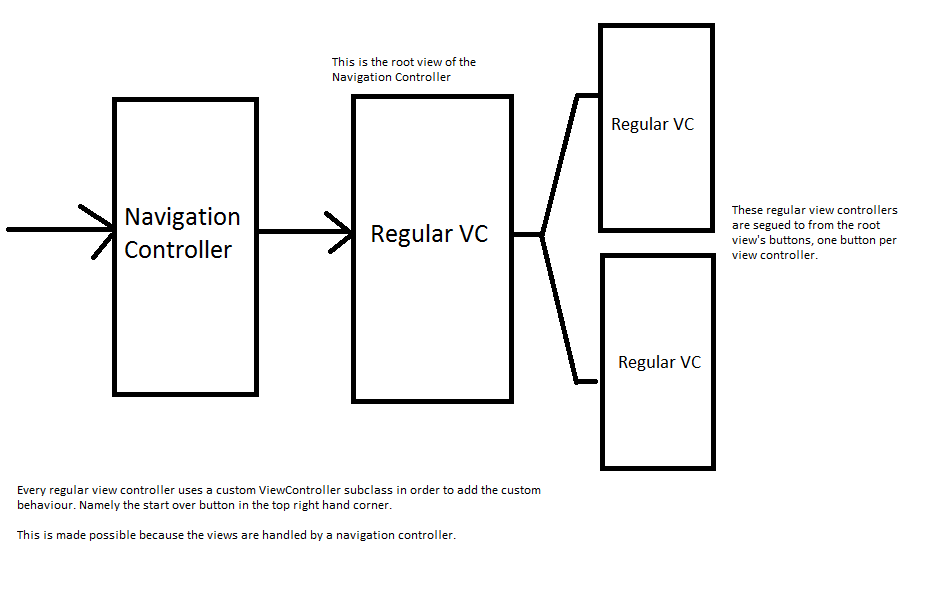 This is the root view of the
Navigation Controller
Navigation
Controller
Regular VC
Regular VC
These regular view controllers
are segued to from the root
view's buttons, one button per
view controller.
Regular VC
Every regular view controller uses a custom ViewController subclass in order to add the custom
behaviour. Namely the start over button in the top right hand corner.
This is made possible because the views are handled by a navigation controller.